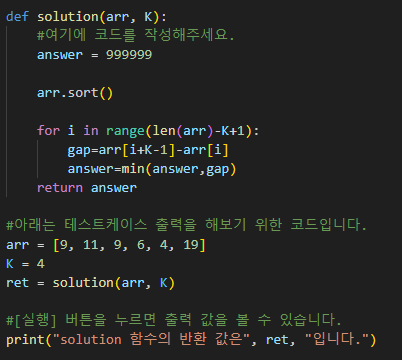 def solution(arr, K):
    #여기에 코드를 작성해주세요.
    answer = 999999

    arr.sort()

    for i in range(len(arr)-K+1):
        gap=arr[i+K-1]-arr[i]
        answer=min(answer,gap)
    return answer

#아래는 테스트케이스 출력을 해보기 위한 코드입니다.
arr = [9, 11, 9, 6, 4, 19]
K = 4
ret = solution(arr, K)

#[실행] 버튼을 누르면 출력 값을 볼 수 있습니다.
print("solution 함수의 반환 값은", ret, "입니다.")